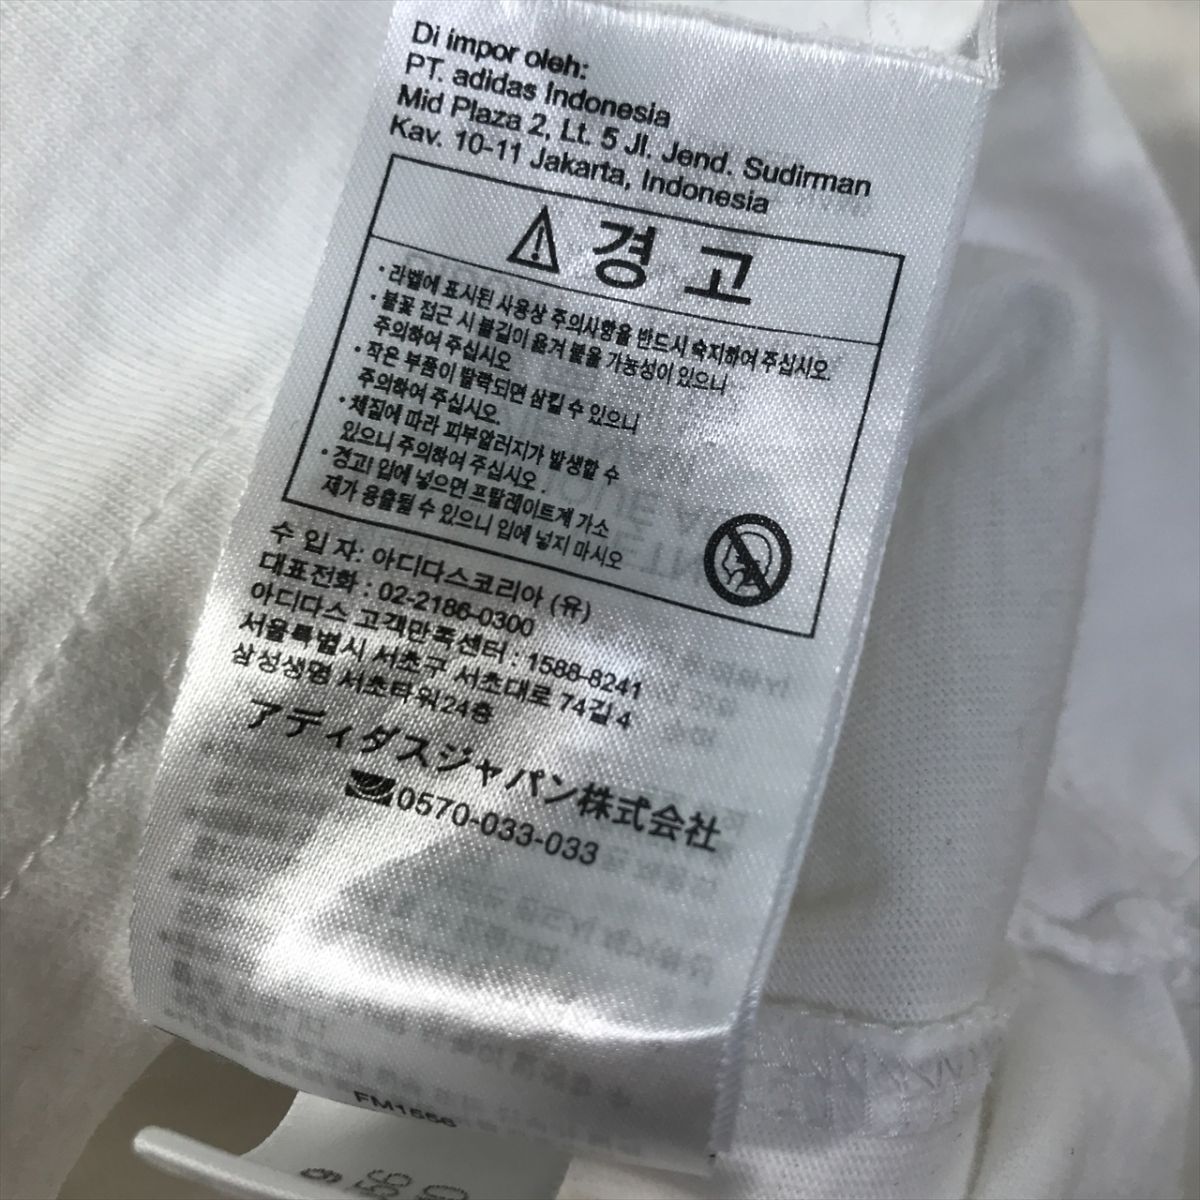 Di impor oleh:
PT. adidas Indonesia
Mid Plaza 2, Lt. 5 Jl. Jend. Sudirman
Kav. 10-11 Jakarta, Indonesia
경 고
· 라벨에 표시된 사용상 주의사항을 반드시 숙지하여 주십시오.
· 불꽃 접근 시 불길이 옮겨 붙을 가능성이 있으니
주의하여 주십시오
· 작은 부품이 탈락되면 삼킬 수 있으니
주의하여 주십시오.
· 체질에 따라 피부알러지가 발생할 수
있으니 주의하여 주십시오.
· 경고! 입에 넣으면 프탈레이트계 가소
제가 용출될 수 있으니 입에 넣지 마시오
수 입 자: 아디다스코리아 (유)
대표전화 : 02-2186-0300
아디다스 고객만족센터 : 1588-8241
서울특별시 서초구 서초대로 74길 4
삼성생명 서초타워24층
アディダスジャパン株式会社
0570-033-033
FM1656